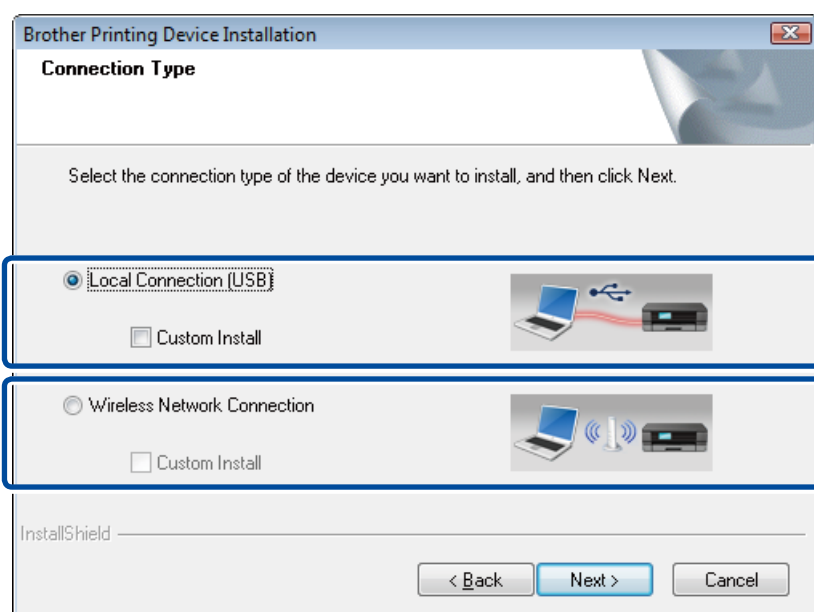 Brother Printing Device Installation
Connection Type
Select the connection type of the device you want to install, and then click Next.
Local Connection (USB)
Custom Install
Wireless Network Connection
Custom Install
InstallShield
< Back
Next >
Cancel